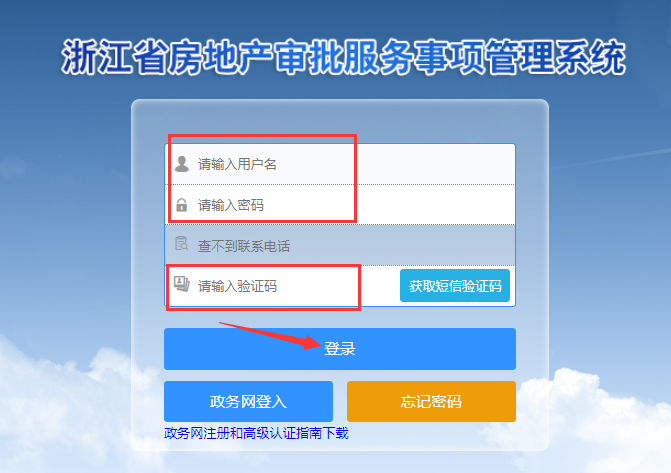 浙江省房地产审批服务事项管理系统
请输入用户名
请输入密码
查不到联系电话
请输入验证码 获取短信验证码
登录
政务网登入 忘记密码
政务网注册和高级认证指南下载